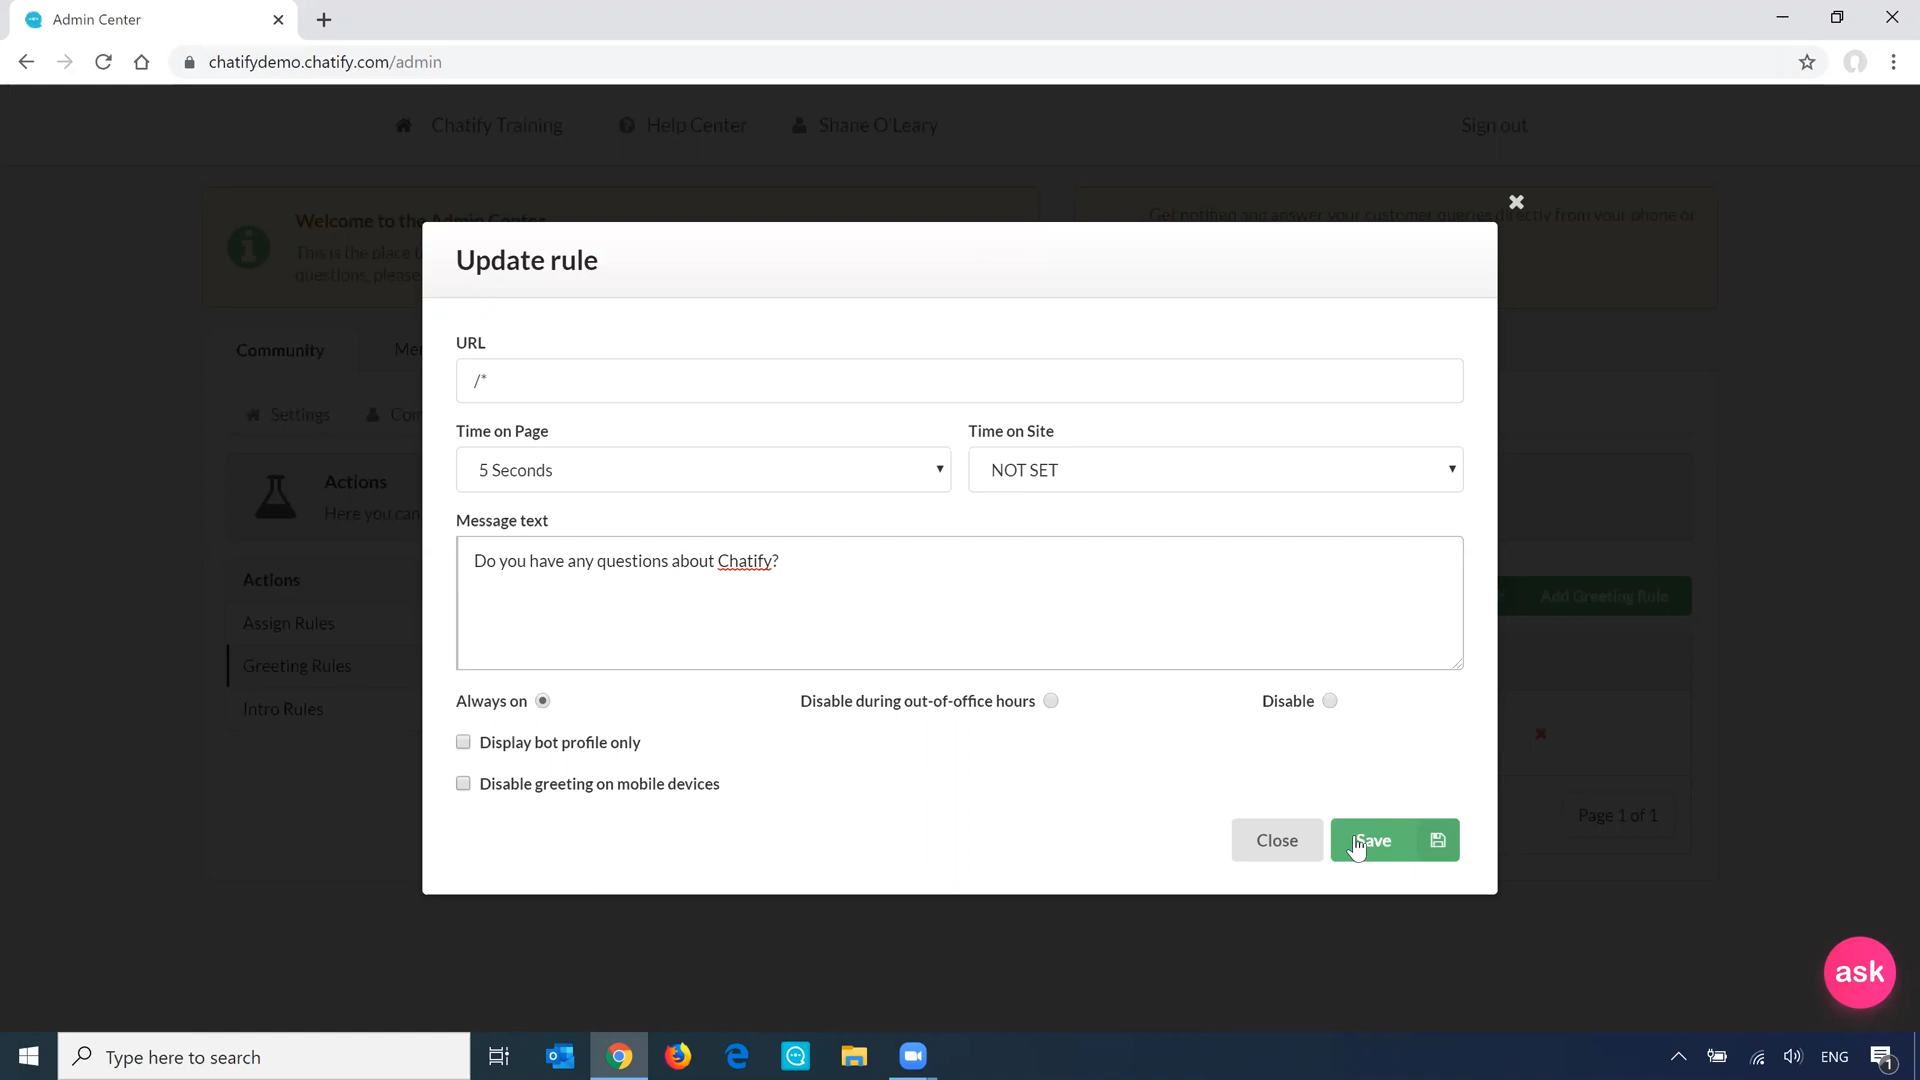 Admin Center
chatifydemo.chatify.com/admin
Chatify Training
Help Center
Shane O'Leary
Sign out
Welcome to the Admin Center
This is the place t
questions, please
Get notified and answer your customer queries directly from your phone or
Update rule
URL
/*
Time on Page
Time on Site
5 Seconds
NOT SET
Message text
Do you have any questions about Chatify?
Always on
Disable during out-of-office hours
Disable
Display bot profile only
Disable greeting on mobile devices
Close
Save
Community
Me
Settings
Co
Actions
Here you can
Actions
Assign Rules
Greeting Rules
Intro Rules
Add Greeting Rule
Page 1 of 1
ask
Type here to search
ENG
1